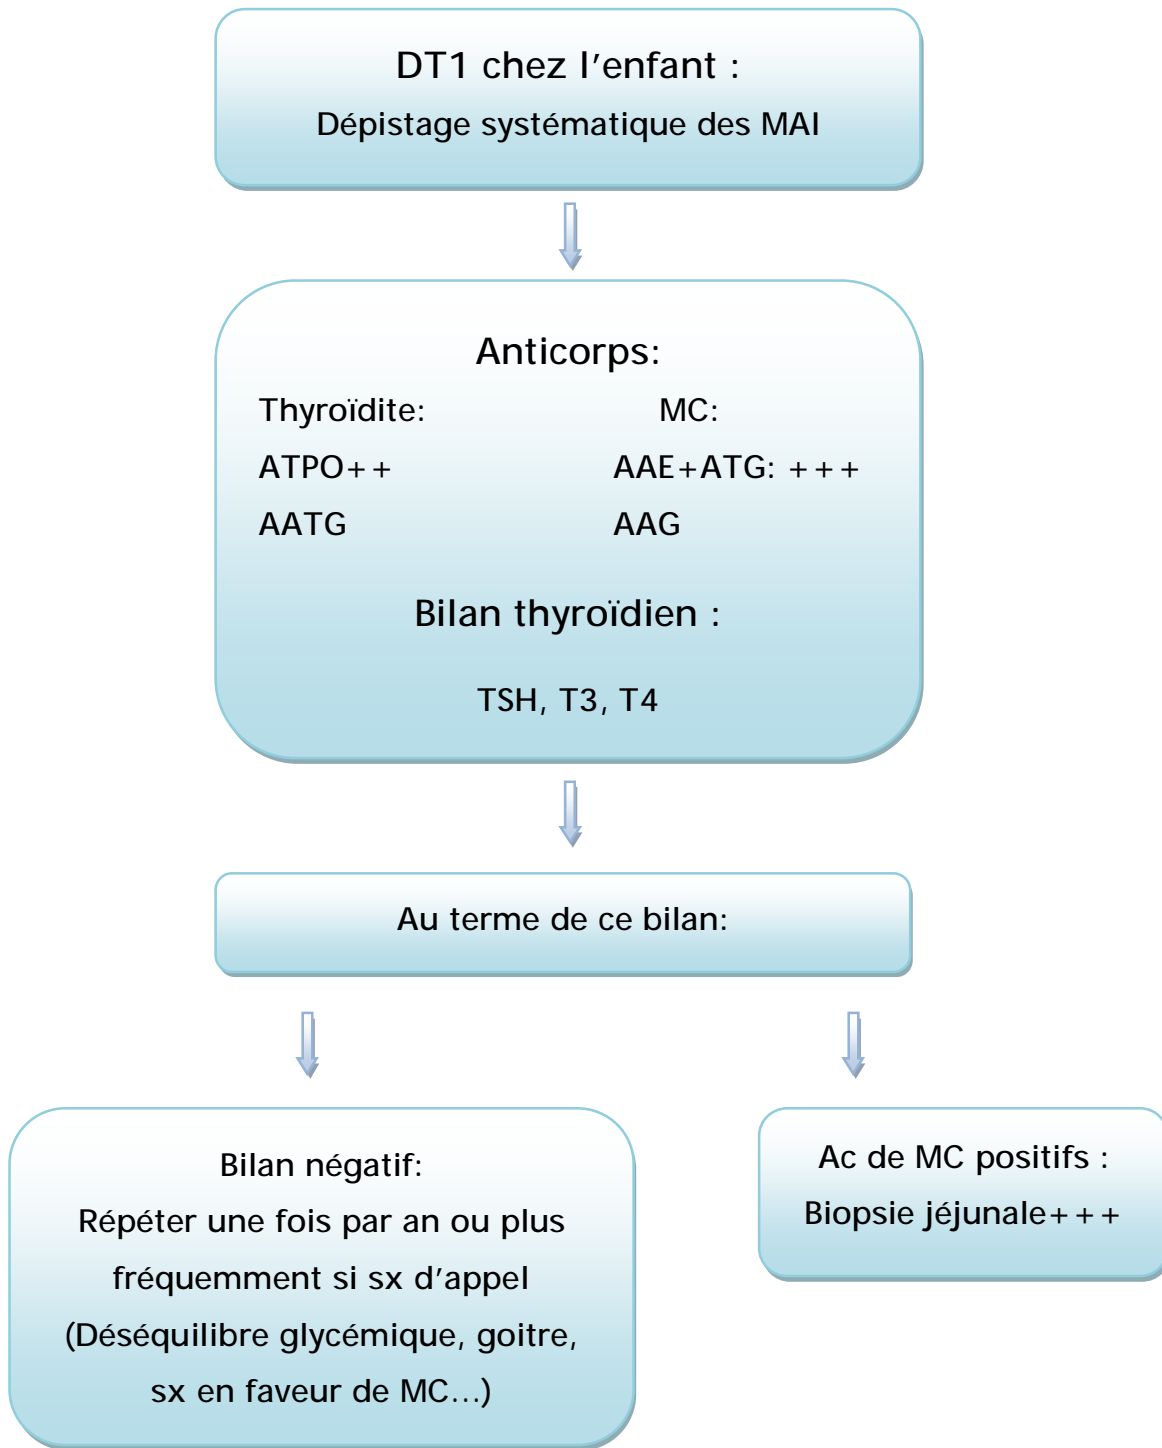 DT1 chez l'enfant :
Dépistage systématique des MAI
Anticorps:
Thyroïdite: MC:
ATPO++ AAE+ATG: +++
AATG AAG
Bilan thyroïdien :
TSH, T3, T4
Au terme de ce bilan:
Bilan négatif:
Répéter une fois par an ou plus
fréquemment si sx d'appel
(Déséquilibre glycémique, goitre,
sx en faveur de MC...)
Ac de MC positifs :
Biopsie jéjunale+++